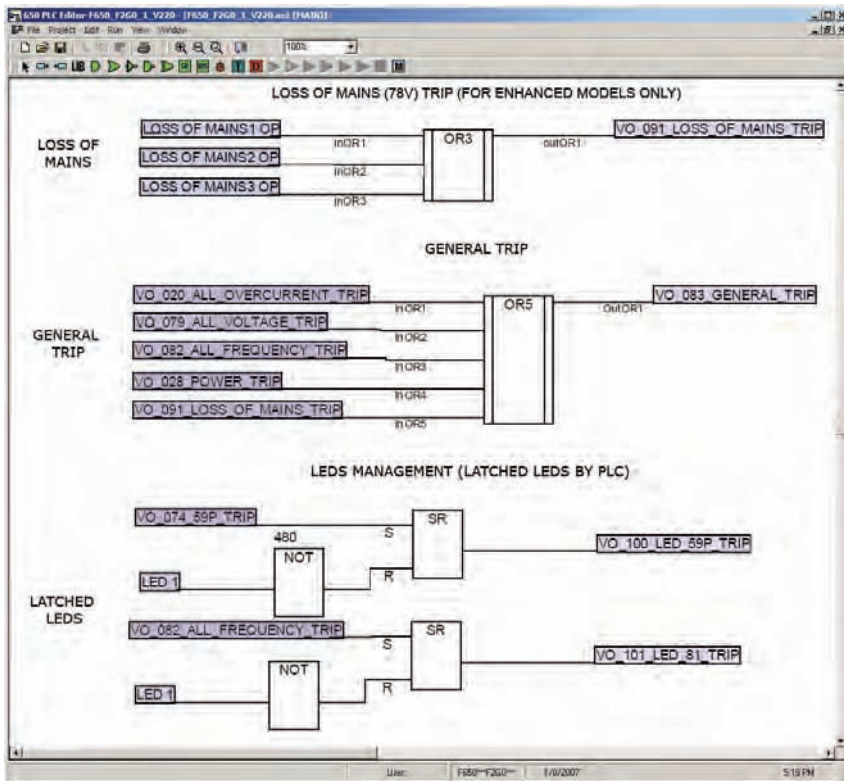 650 PLC Editor-F650_F2G0_1_V220 - [F650_F2G0_1_V220.aut [MAIN]]
File Project Edit Run View Window
100%
LIB
LOSS OF MAINS (78V) TRIP (FOR ENHANCED MODELS ONLY)
LOSS OF MAINS
LOSS OF MAINS1 OP
inOR1
OR3
outOR1
VO_091_LOSS_OF_MAINS_TRIP
LOSS OF MAINS2 OP
inOR2
LOSS OF MAINS3 OP
inOR3
GENERAL TRIP
GENERAL TRIP
VO_020_ALL_OVERCURRENT_TRIP
inOR1
OR5
OutOR1
VO_083_GENERAL_TRIP
VO_079_ALL_VOLTAGE_TRIP
inOR2
VO_082_ALL_FREQUENCY_TRIP
inOR3
VO_028_POWER_TRIP
inOR4
VO_091_LOSS_OF_MAINS_TRIP
inOR5
LEDS MANAGEMENT (LATCHED LEDS BY PLC)
LATCHED LEDS
VO_074_59P_TRIP
S
SR
VO_100_LED_59P_TRIP
480
NOT
R
LED 1
VO_082_ALL_FREQUENCY_TRIP
S
SR
VO_101_LED_81_TRIP
NOT
R
LED 1
User:
1/8/2007
5:19 PM